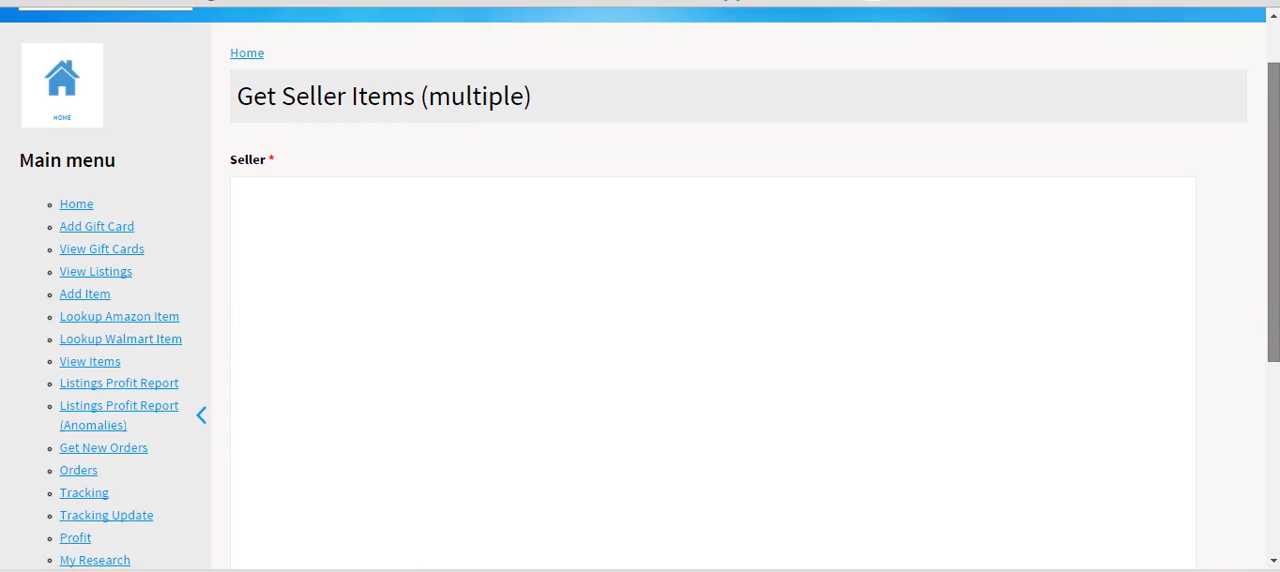 HOME
Main menu
Home
Add Gift Card
View Gift Cards
View Listings
Add Item
Lookup Amazon Item
Lookup Walmart Item
View Items
Listings Profit Report
Listings Profit Report
(Anomalies)
Get New Orders
Orders
Tracking
Tracking Update
Profit
My Research
Home
Get Seller Items (multiple)
Seller *